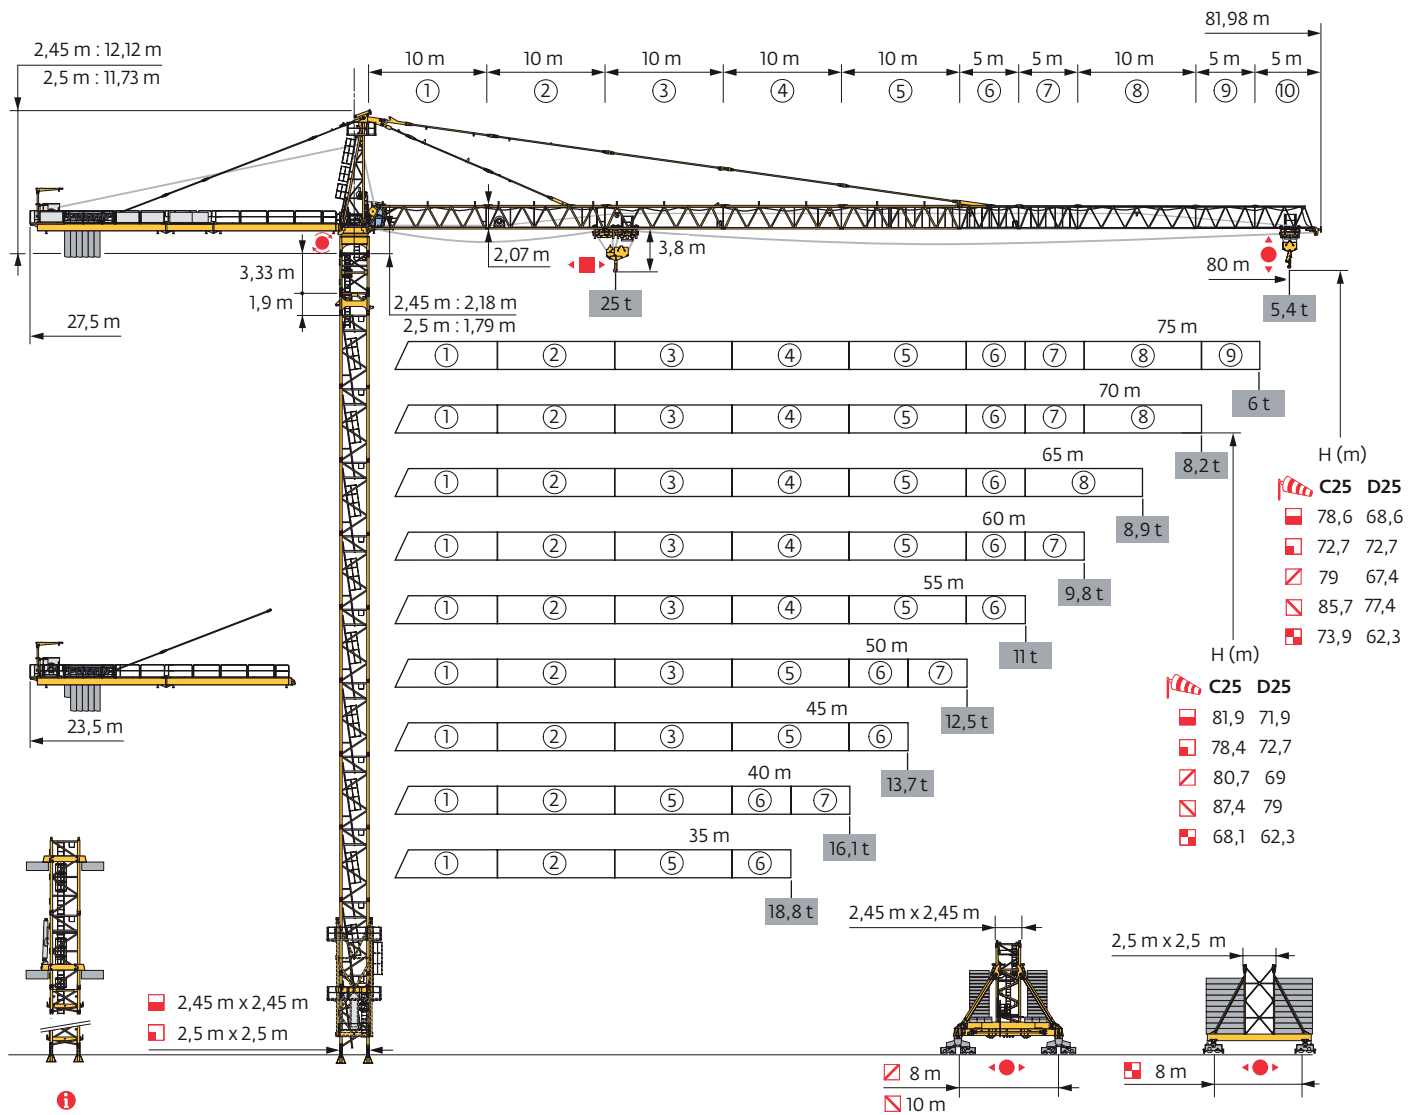 81,98 m
2,45 m : 12,12 m
2,5 m : 11,73 m
10 m 10 m 10 m 10 m 10 m 5 m 5 m 10 m 5 m 5 m
1 2 3 4 5 6 7 8 9 10
2,07 m
3,8 m
3,33 m
1,9 m
80 m
27,5 m
2,45 m : 2,18 m
2,5 m : 1,79 m
25 t
5,4 t
75 m
1 2 3 4 5 6 7 8 9
6 t
70 m
1 2 3 4 5 6 7 8
8,2 t
65 m
1 2 3 4 5 6 8
8,9 t
60 m
1 2 3 4 5 6 7
9,8 t
55 m
1 2 3 4 5 6
11 t
50 m
1 2 3 5 6 7
12,5 t
45 m
1 2 3 5 6
13,7 t
40 m
1 2 5 6 7
16,1 t
35 m
1 2 5 6
18,8 t
H (m)
C25 D25
78,6 68,6
72,7 72,7
79 67,4
85,7 77,4
73,9 62,3
H (m)
C25 D25
81,9 71,9
78,4 72,7
80,7 69
87,4 79
68,1 62,3
23,5 m
2,45 m x 2,45 m
2,5 m x 2,5 m
2,45 m x 2,45 m
8 m
10 m
2,5 m x 2,5 m
8 m
i